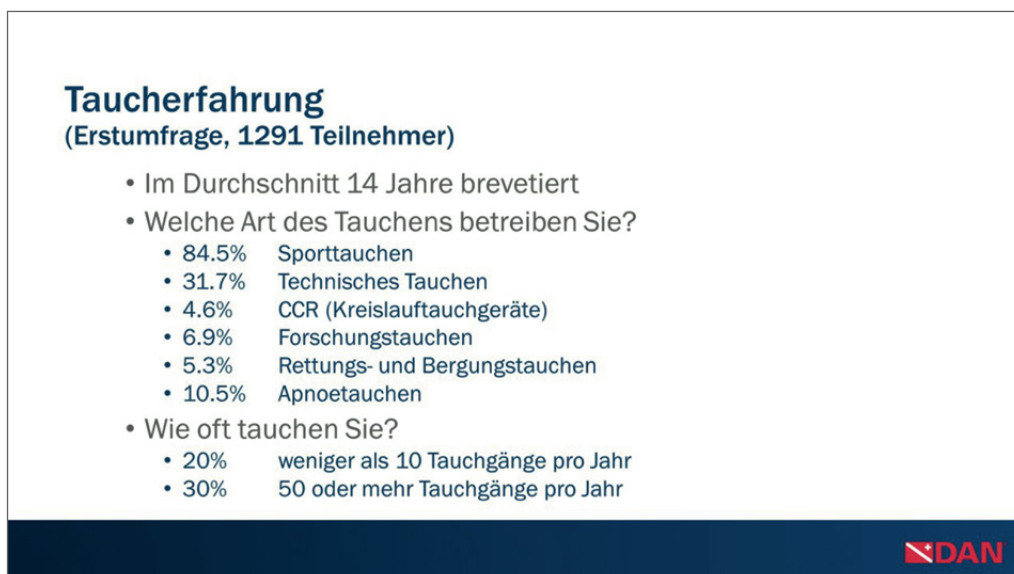 Taucherfahrung
(Erstumfrage, 1291 Teilnehmer)
• Im Durchschnitt 14 Jahre brevetiert
• Welche Art des Tauchens betreiben Sie?
• 84.5% Sporttauchen
• 31.7% Technisches Tauchen
• 4.6% CCR (Kreislauftauchgeräte)
• 6.9% Forschungstauchen
• 5.3% Rettungs- und Bergungstauchen
• 10.5% Apnoetauchen
• Wie oft tauchen Sie?
• 20% weniger als 10 Tauchgänge pro Jahr
• 30% 50 oder mehr Tauchgänge pro Jahr
DAN